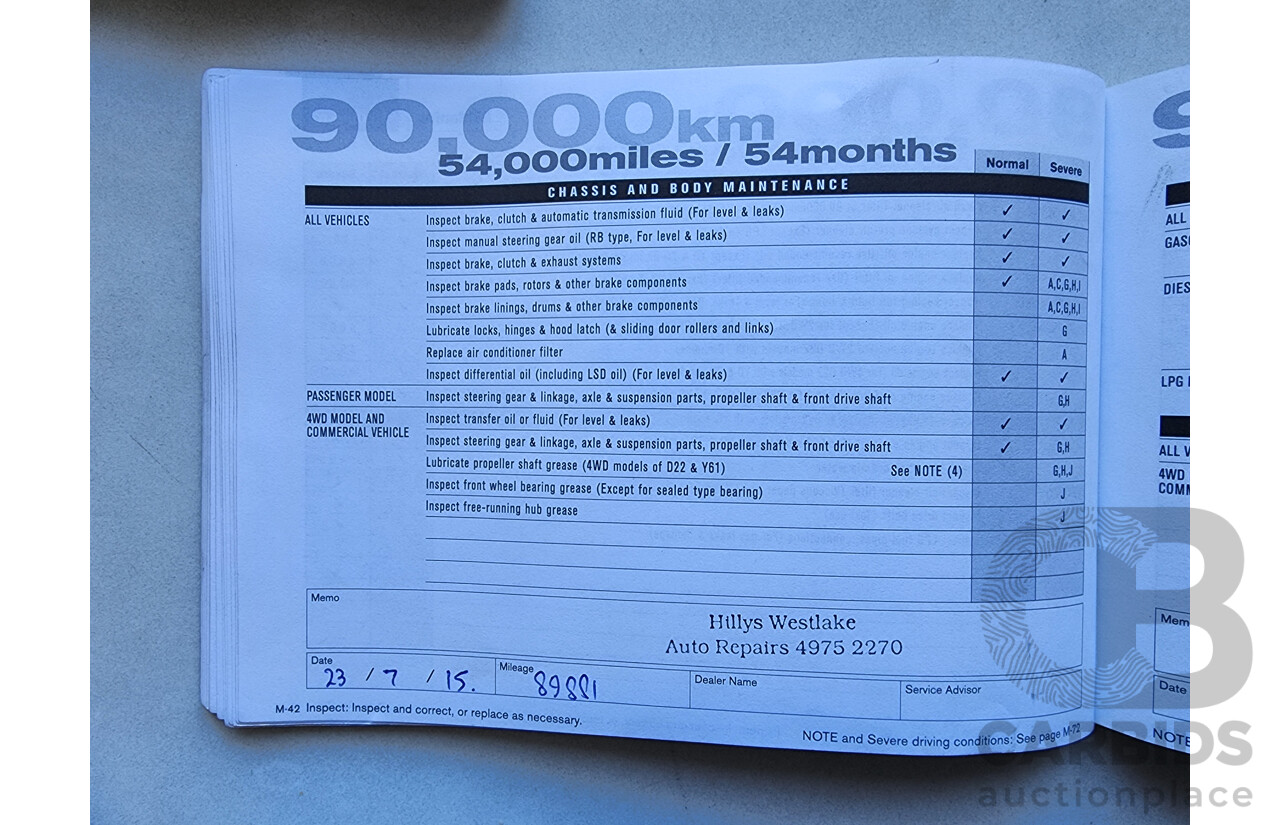 90,000km
54,000miles / 54months
Normal Severe
CHASSIS AND BODY MAINTENANCE
ALL VEHICLES Inspect brake, clutch & automatic transmission fluid (For level & leaks) ✓ ✓
Inspect manual steering gear oil (RB type, For level & leaks) ✓ ✓
Inspect brake, clutch & exhaust systems ✓ ✓
Inspect brake pads, rotors & other brake components ✓ A,C,G,H,I
Inspect brake linings, drums & other brake components A,C,G,H,I
Lubricate locks, hinges & hood latch (& sliding door rollers and links) G
Replace air conditioner filter A
Inspect differential oil (including LSD oil) (For level & leaks) ✓ ✓
PASSENGER MODEL Inspect steering gear & linkage, axle & suspension parts, propeller shaft & front drive shaft G,H
4WD MODEL AND Inspect transfer oil or fluid (For level & leaks) ✓ ✓
COMMERCIAL VEHICLE Inspect steering gear & linkage, axle & suspension parts, propeller shaft & front drive shaft ✓ G,H
Lubricate propeller shaft grease (4WD models of D22 & Y61) See NOTE (4) G,H,J
Inspect front wheel bearing grease (Except for sealed type bearing) J
Inspect free-running hub grease J
Memo
Hillys Westlake
Auto Repairs 4975 2270
Date 23 / 7 / 15. Mileage 89881 Dealer Name Service Advisor
M-42 Inspect: Inspect and correct, or replace as necessary.
NOTE and Severe driving conditions: See page M-72
9
ALL
GAS
DIES
LPG
ALL V
4WD
COM
Mem
Date
NOTE
CARBIDS
auctionplace